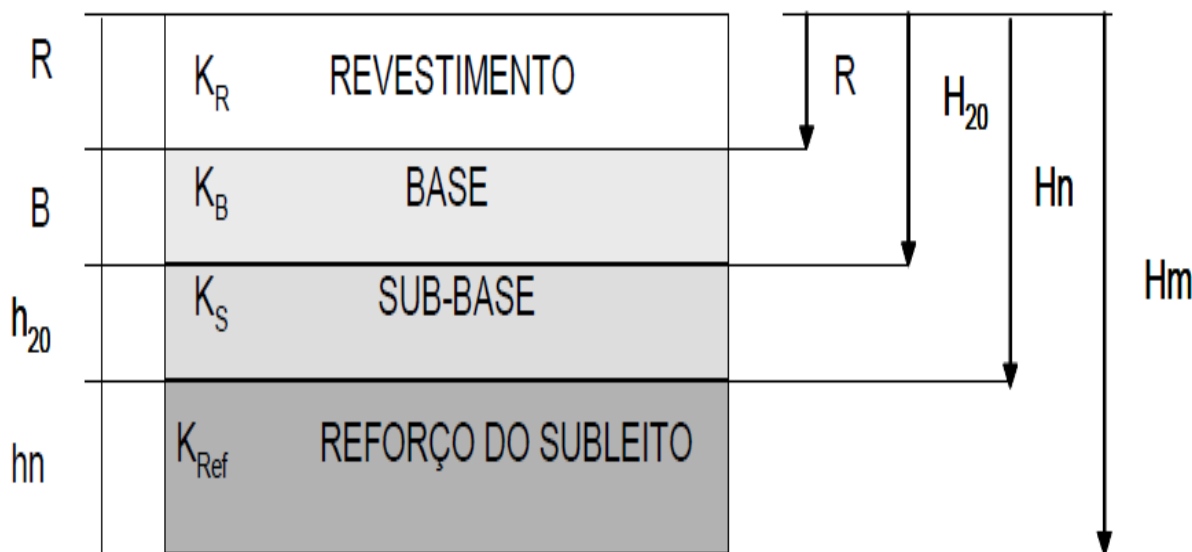 R
K_R REVESTIMENTO
R
H_20
B
K_B BASE
Hn
K_S SUB-BASE
h_20
Hm
hn
K_Ref REFORÇO DO SUBLEITO